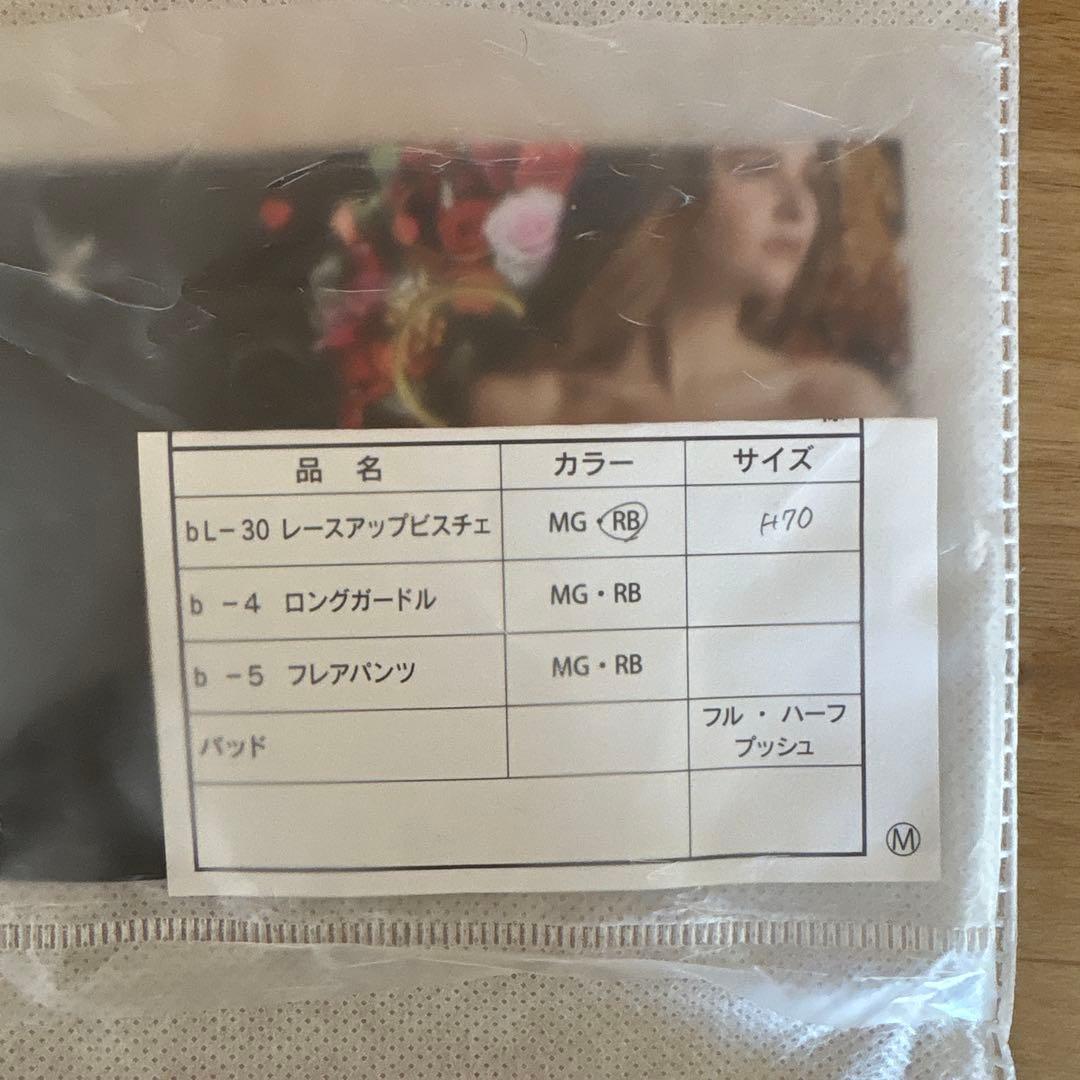 品 名 カラー サイズ
bL-30 レースアップビスチェ MG・RB H70
b -4 ロングガードル MG・RB
b -5 フレアパンツ MG・RB
パッド フル ・ ハーフ
プッシュ
Ⓜ